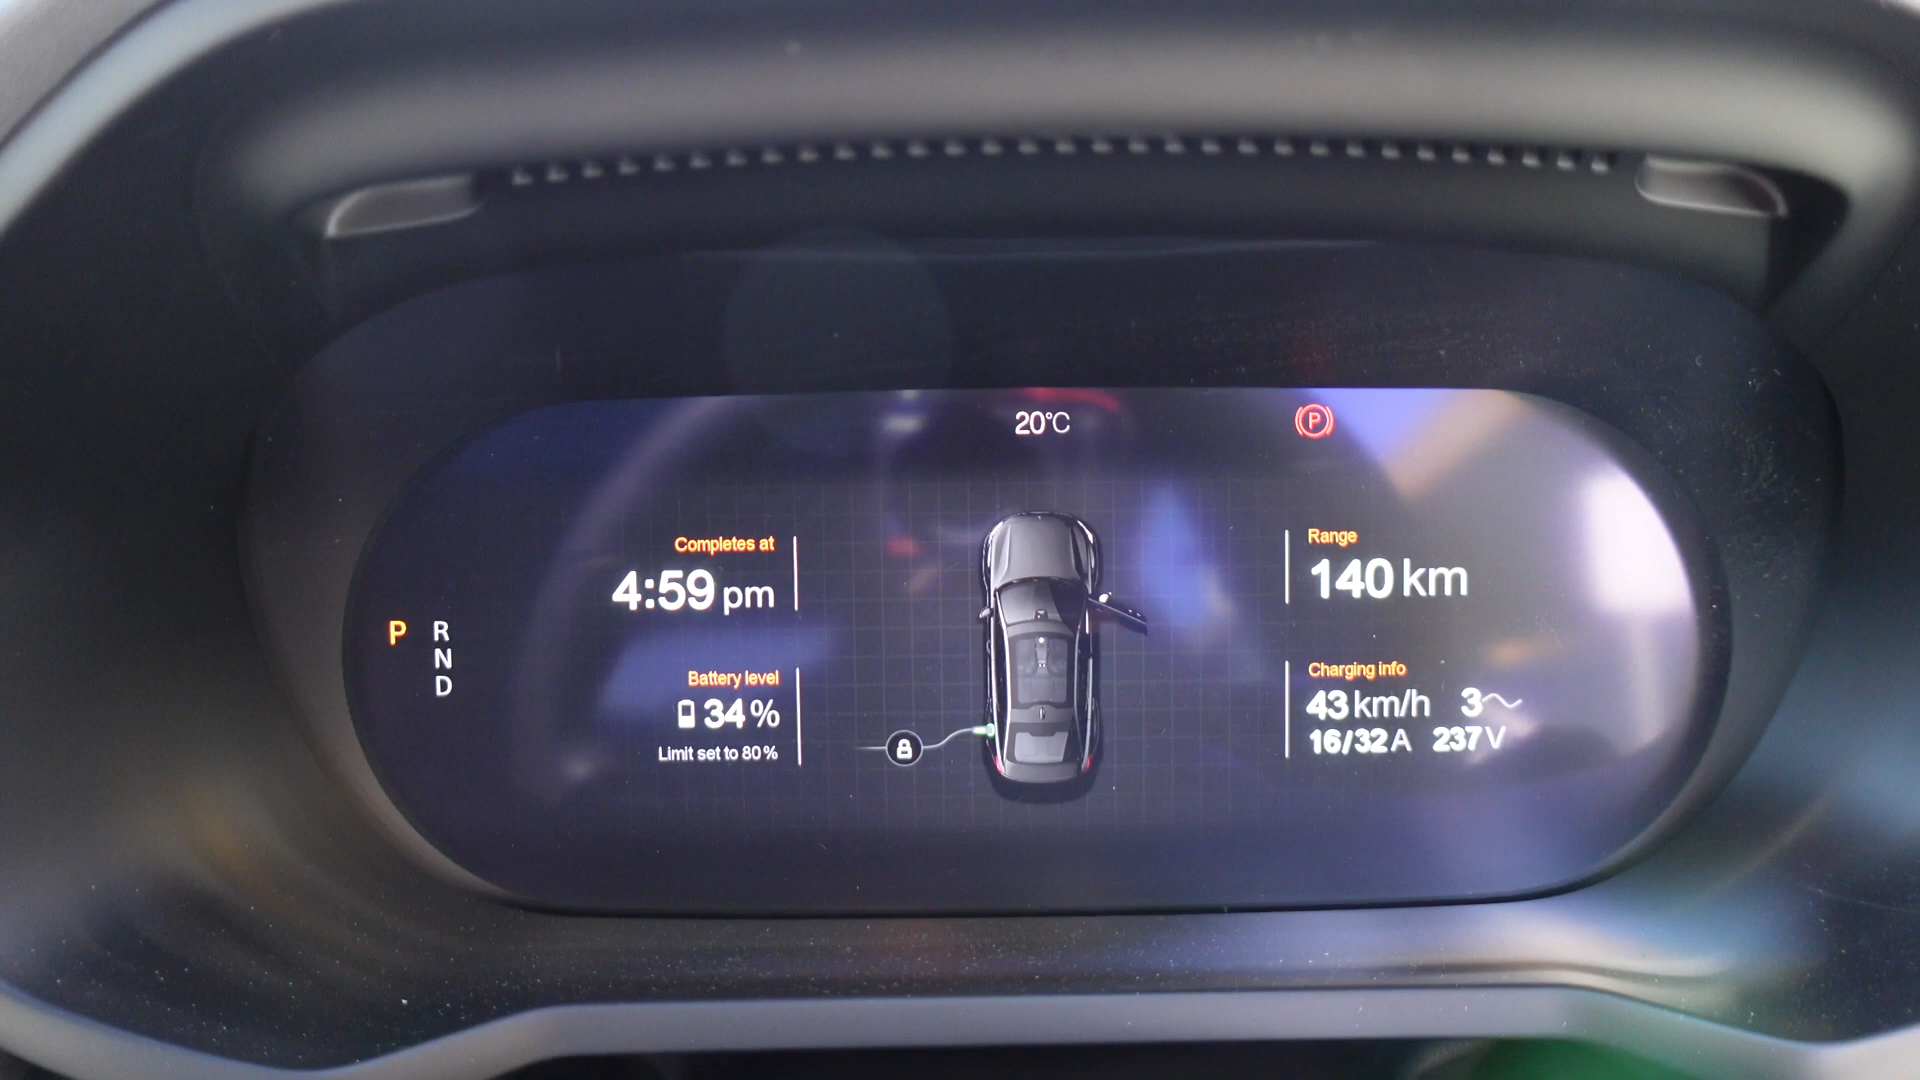 20°C
P
Completes at
4:59 pm
Range
140 km
P
R
N
D
Battery level
34 %
Limit set to 80 %
Charging info
43 km/h 3~
16/32 A 237 V